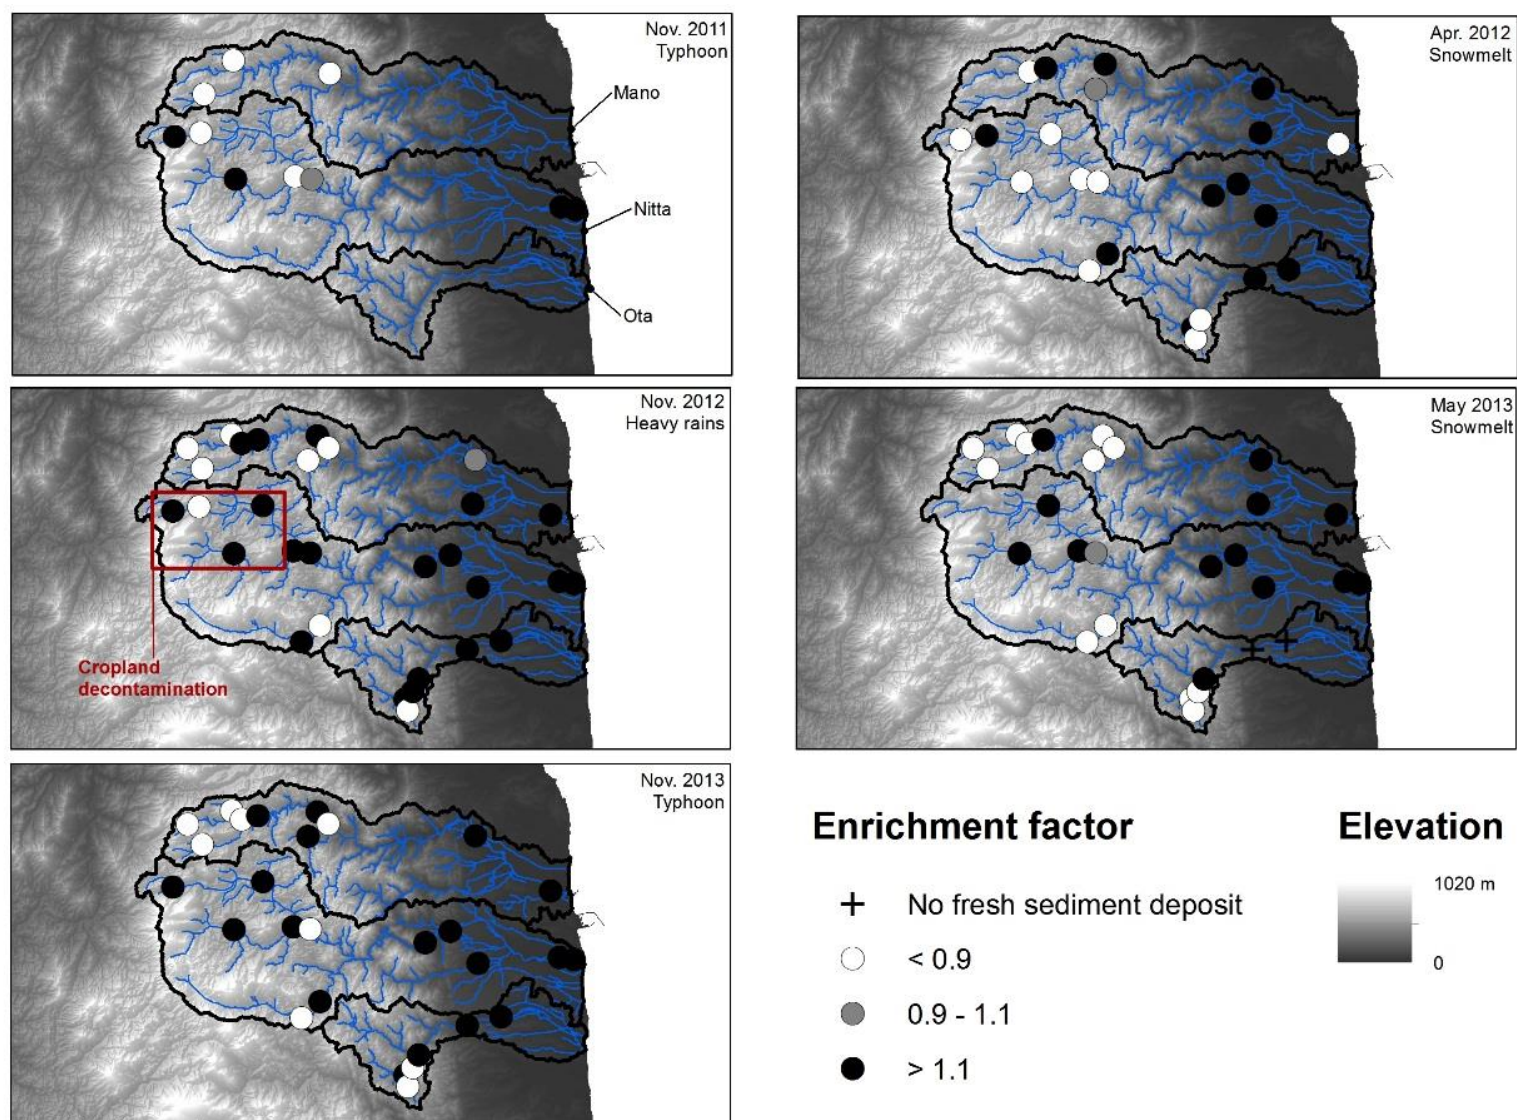 Nov. 2011
Typhoon
Mano
Nitta
Ota
Apr. 2012
Snowmelt
Nov. 2012
Heavy rains
Cropland
decontamination
May 2013
Snowmelt
Nov. 2013
Typhoon
Enrichment factor
No fresh sediment deposit
< 0.9
0.9 - 1.1
> 1.1
Elevation
1020 m
0